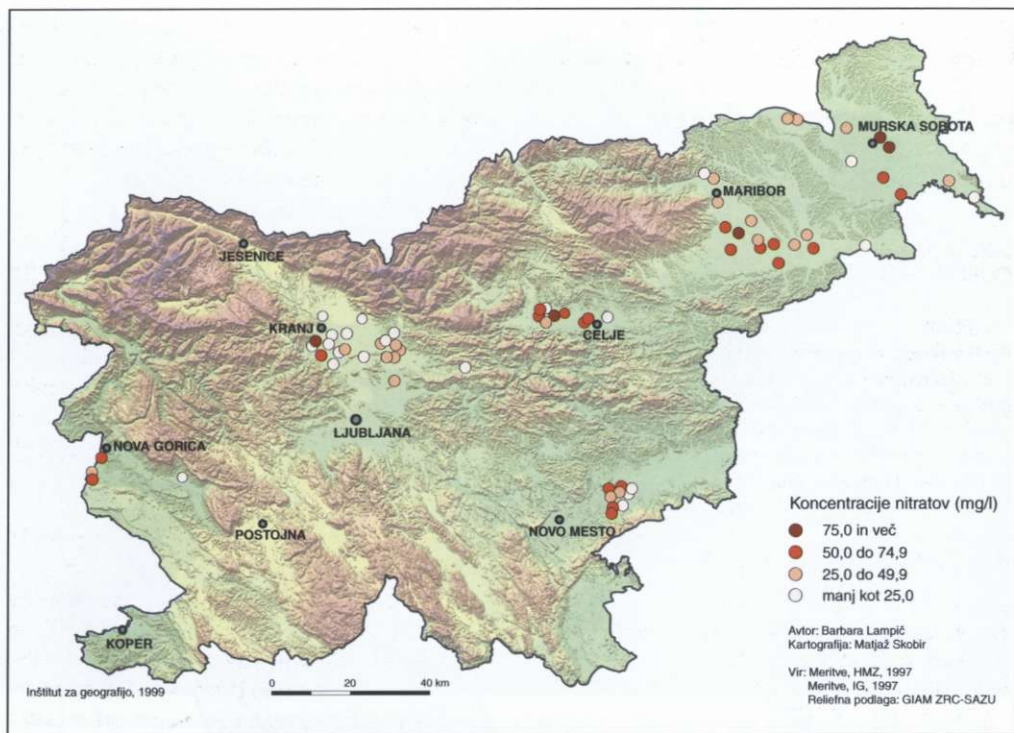 MURSKA SOBOTA
MARIBOR
JESENICE
KRANJ
CELJE
LJUBLJANA
NOVA GORICA
POSTOJNA
NOVO MESTO
KOPER
Koncentracije nitratov (mg/l)
75,0 in več
50,0 do 74,9
25,0 do 49,9
manj kot 25,0
Avtor: Barbara Lampič
Kartografija: Matjaž Skobir
Vir: Meritve, HMZ, 1997
Meritve, IG, 1997
Reliefna podlaga: GIAM ZRC-SAZU
Inštitut za geografijo, 1999
0 20 40 km